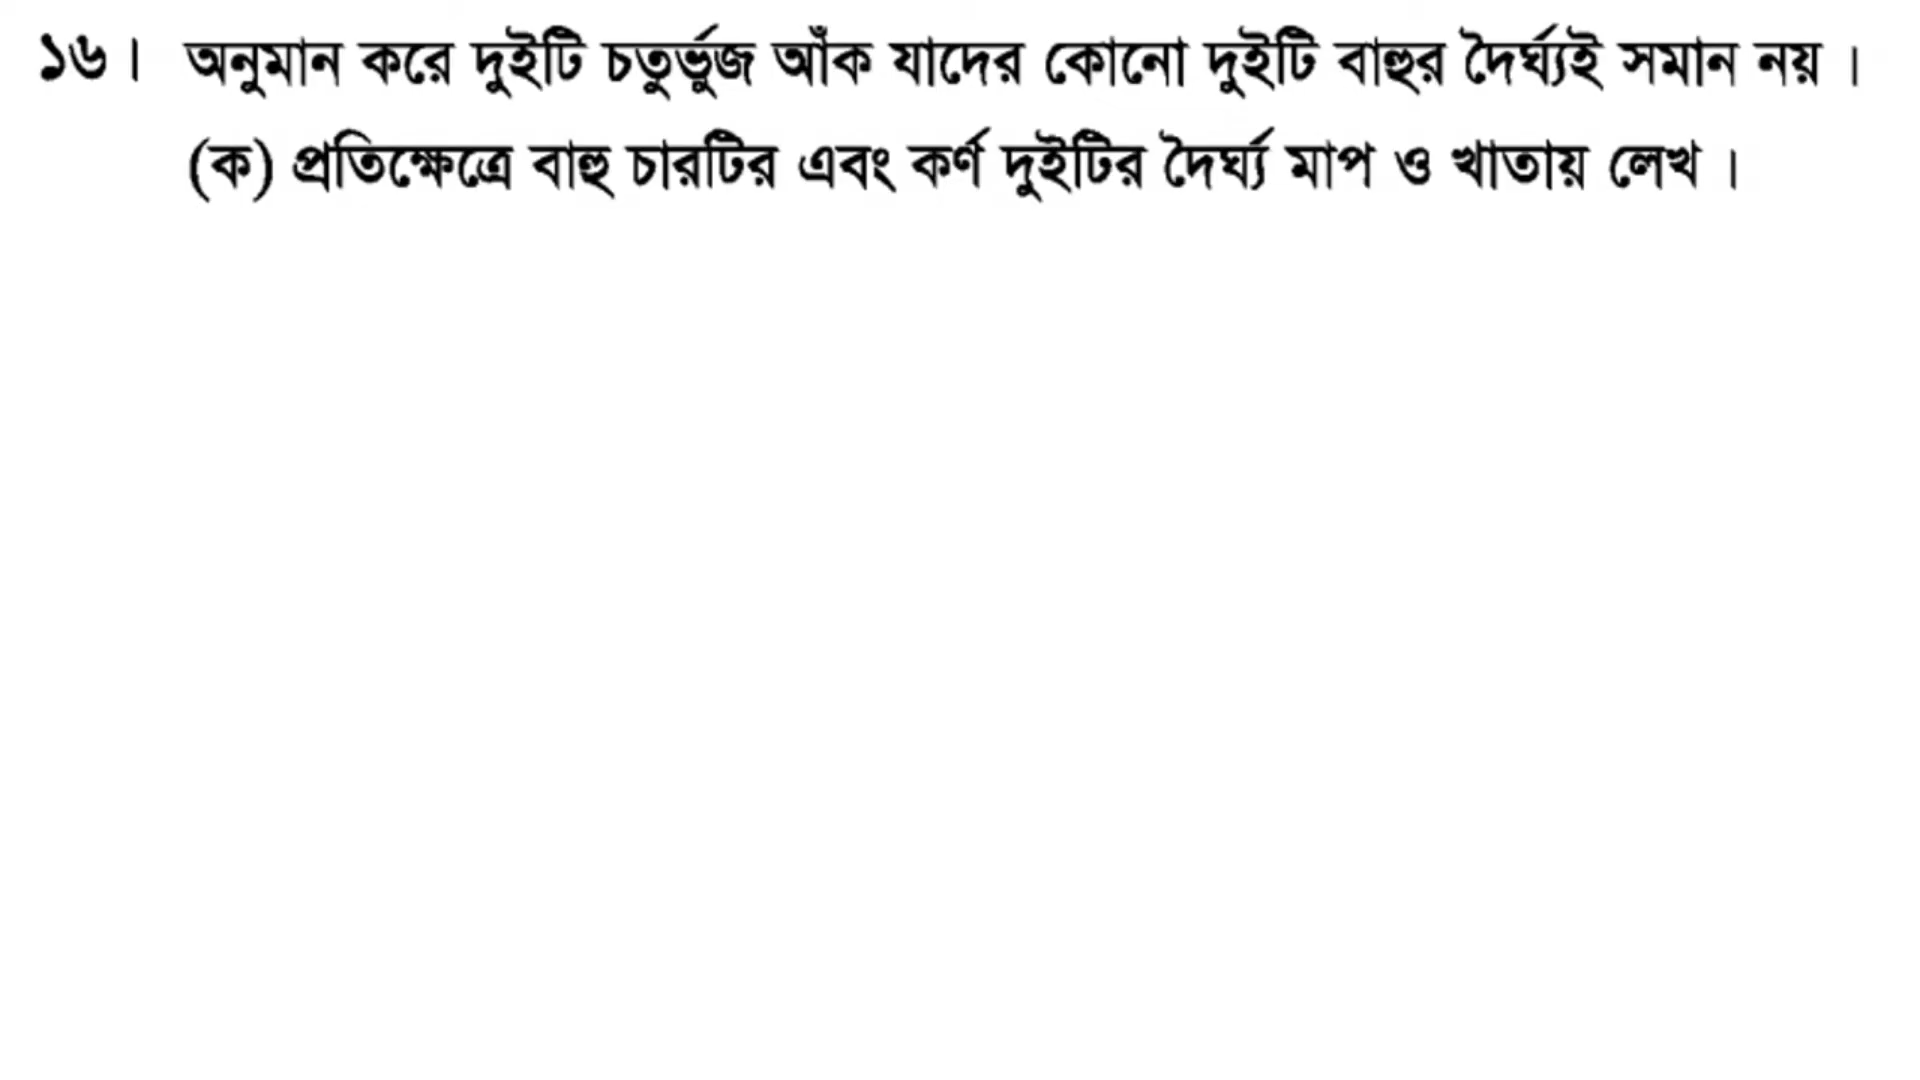 ১৬। অনুমান করে দুইটি চতুর্ভুজ আঁক যাদের কোনো দুইটি বাহুর দৈর্ঘ্যই সমান নয়।
(ক) প্রতিক্ষেত্রে বাহু চারটির এবং কর্ণ দুইটির দৈর্ঘ্য মাপ ও খাতায় লেখ।